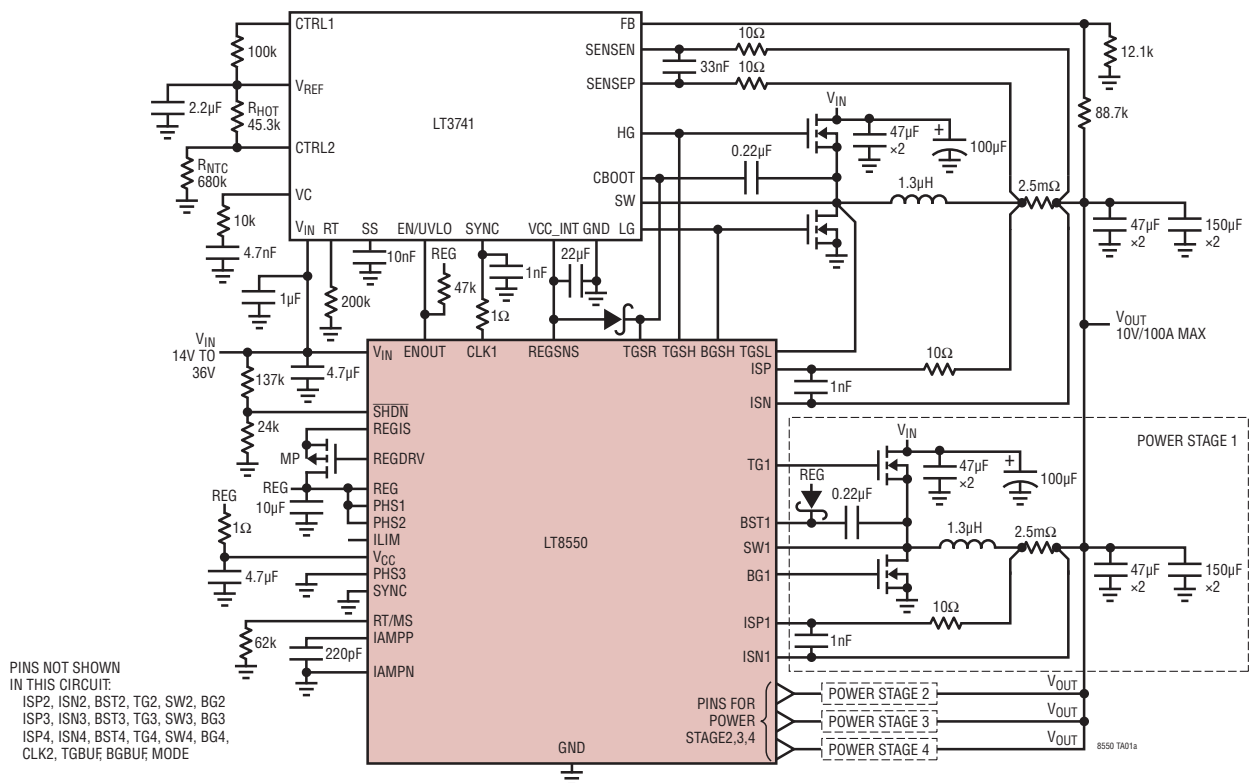 CTRL1
100k
VREF
2.2µF
RHOT
45.3k
CTRL2
RNTC
680k
VC
10k
4.7nF
VIN
RT
SS
EN/UVLO
SYNC
VCC_INT
GND
LG
LT3741
FB
SENSEN
SENSEP
HG
CBOOT
SW
10Ω
33nF
10Ω
12.1k
88.7k
VIN
47µF
×2
+
100µF
0.22µF
1.3µH
2.5mΩ
47µF
×2
150µF
×2
1µF
200k
10nF
REG
47k
1nF
1Ω
22µF
VOUT
10V/100A MAX
VIN
14V TO
36V
4.7µF
137k
24k
VIN
ENOUT
CLK1
REGSNS
TGSR
TGSH
BGSH
TGSL
ISP
10Ω
1nF
ISN
SHDN
REGIS
MP
REGDRV
REG
10µF
REG
PHS1
PHS2
ILIM
REG
1Ω
VCC
4.7µF
PHS3
SYNC
RT/MS
62k
IAMPP
220pF
IAMPN
LT8550
GND
POWER STAGE 1
TG1
VIN
47µF
×2
+
100µF
REG
BST1
0.22µF
SW1
1.3µH
2.5mΩ
BG1
47µF
×2
150µF
×2
ISP1
10Ω
1nF
ISN1
PINS FOR
POWER
STAGE2,3,4
POWER STAGE 2
VOUT
POWER STAGE 3
VOUT
POWER STAGE 4
VOUT
8550 TA01a
PINS NOT SHOWN
IN THIS CIRCUIT:
ISP2, ISN2, BST2, TG2, SW2, BG2
ISP3, ISN3, BST3, TG3, SW3, BG3
ISP4, ISN4, BST4, TG4, SW4, BG4,
CLK2, TGBUF, BGBUF, MODE